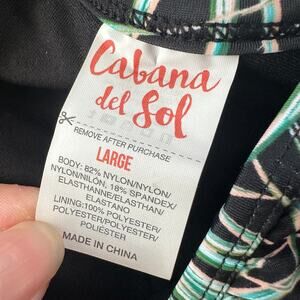 Cabana
del Sol
REMOVE AFTER PURCHASE
LARGE
BODY: 82% NYLON/NYLON/
NYLON/NILÓN, 18% SPANDEX/
ELASTHANNE/ELASTHAN/
ELASTANO
LINING:100% POLYESTER/
POLYESTER/POLYESTER/
POLIÉSTER
MADE IN CHINA